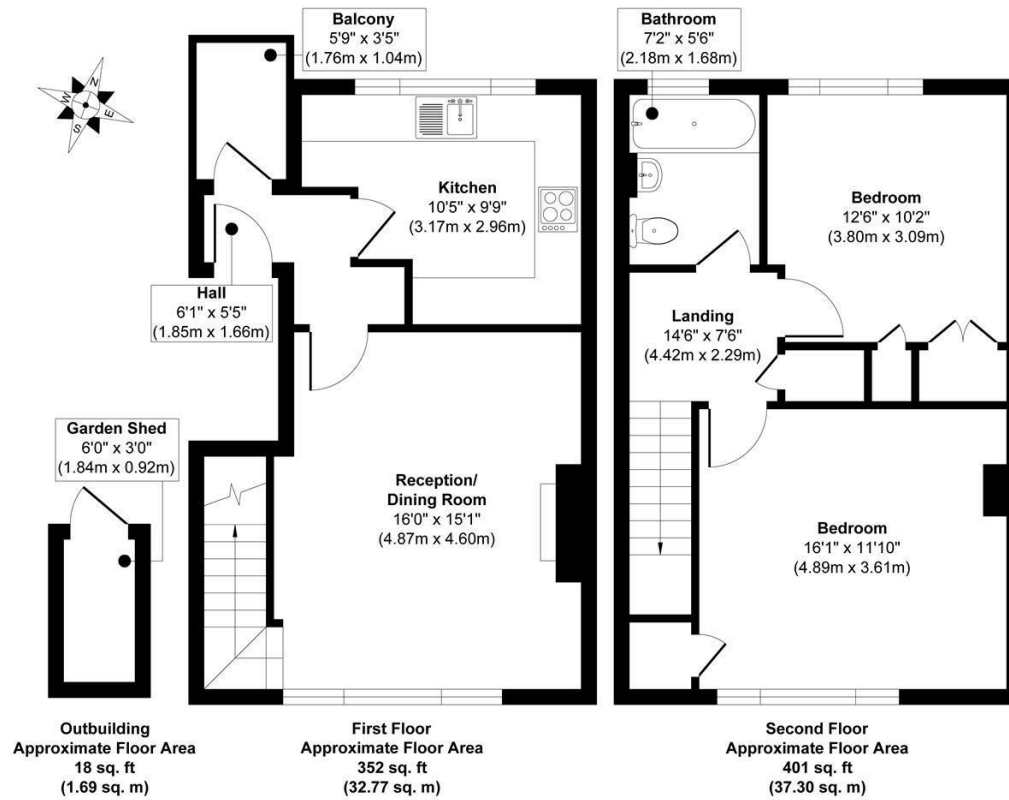 Balcony
5'9" x 3'5"
(1.76m x 1.04m)
Bathroom
7'2" x 5'6"
(2.18m x 1.68m)
N
W
E
S
Kitchen
10'5" x 9'9"
(3.17m x 2.96m)
Bedroom
12'6" x 10'2"
(3.80m x 3.09m)
Hall
6'1" x 5'5"
(1.85m x 1.66m)
Landing
14'6" x 7'6"
(4.42m x 2.29m)
Garden Shed
6'0" x 3'0"
(1.84m x 0.92m)
Reception/
Dining Room
16'0" x 15'1"
(4.87m x 4.60m)
Bedroom
16'1" x 11'10"
(4.89m x 3.61m)
Outbuilding
Approximate Floor Area
18 sq. ft
(1.69 sq. m)
First Floor
Approximate Floor Area
352 sq. ft
(32.77 sq. m)
Second Floor
Approximate Floor Area
401 sq. ft
(37.30 sq. m)